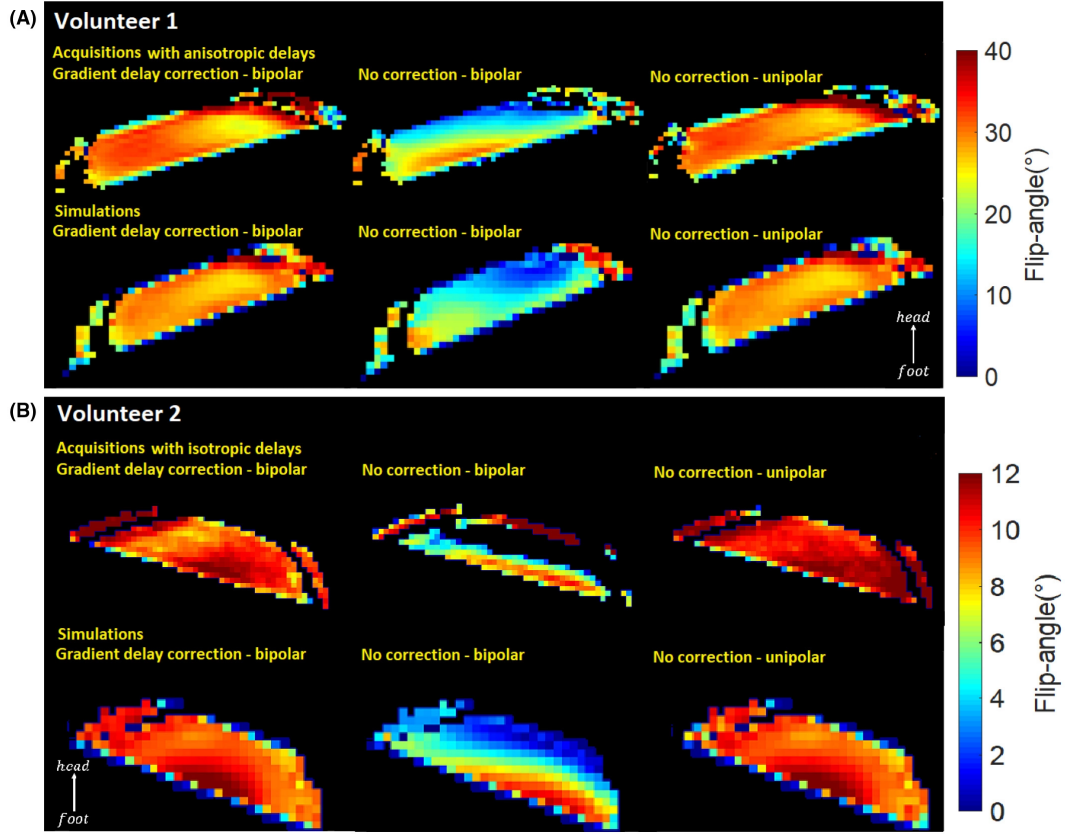 (A)
Volunteer 1
Acquisitions with anisotropic delays
Gradient delay correction - bipolar
No correction - bipolar
No correction - unipolar
Simulations
Gradient delay correction - bipolar
No correction - bipolar
No correction - unipolar
head
foot
40
30
20
10
0
Flip-angle(°)
(B)
Volunteer 2
Acquisitions with isotropic delays
Gradient delay correction - bipolar
No correction - bipolar
No correction - unipolar
Simulations
Gradient delay correction - bipolar
No correction - bipolar
No correction - unipolar
head
foot
12
10
8
6
4
2
0
Flip-angle(°)